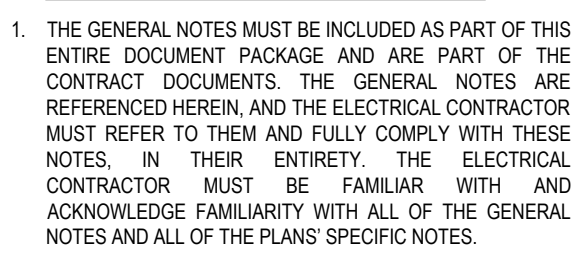 1. THE GENERAL NOTES MUST BE INCLUDED AS PART OF THIS
ENTIRE DOCUMENT PACKAGE AND ARE PART OF THE
CONTRACT DOCUMENTS. THE GENERAL NOTES ARE
REFERENCED HEREIN, AND THE ELECTRICAL CONTRACTOR
MUST REFER TO THEM AND FULLY COMPLY WITH THESE
NOTES, IN THEIR ENTIRETY. THE ELECTRICAL
CONTRACTOR MUST BE FAMILIAR WITH AND
ACKNOWLEDGE FAMILIARITY WITH ALL OF THE GENERAL
NOTES AND ALL OF THE PLANS’ SPECIFIC NOTES.